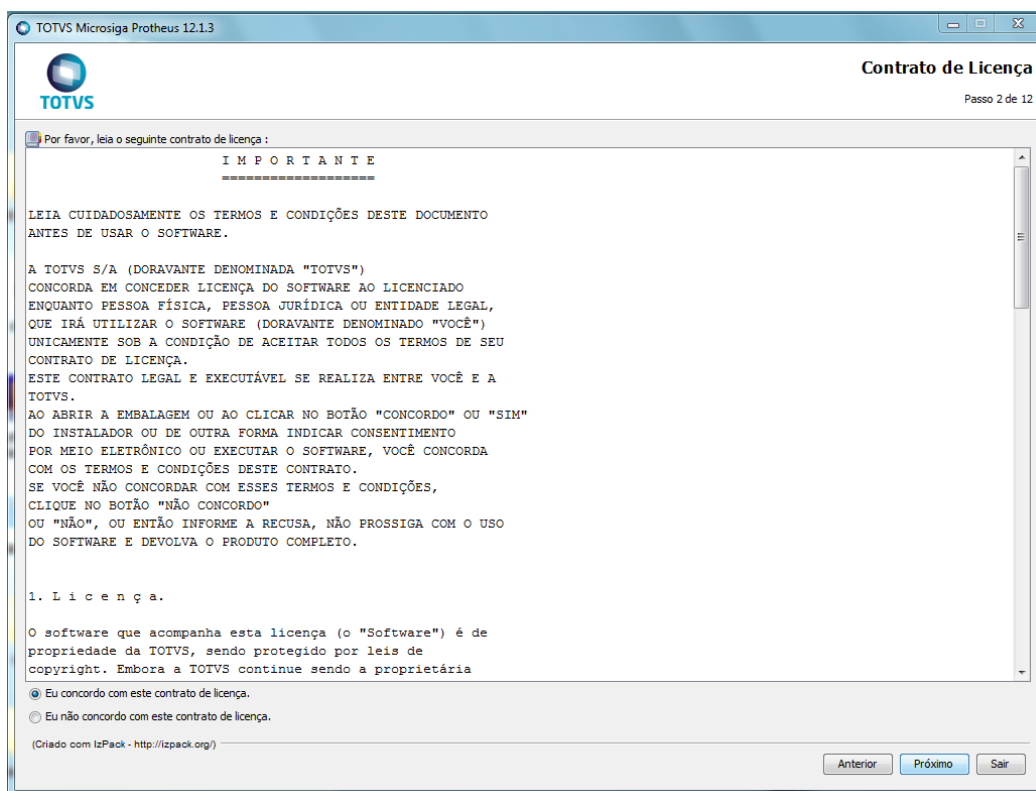 TOTVS Microsiga Protheus 12.1.3
TOTVS
Contrato de Licença
Passo 2 de 12
Por favor, leia o seguinte contrato de licença :
I M P O R T A N T E
===================
LEIA CUIDADOSAMENTE OS TERMOS E CONDIÇÕES DESTE DOCUMENTO
ANTES DE USAR O SOFTWARE.
A TOTVS S/A (DORAVANTE DENOMINADA "TOTVS")
CONCORDA EM CONCEDER LICENÇA DO SOFTWARE AO LICENCIADO
ENQUANTO PESSOA FÍSICA, PESSOA JURÍDICA OU ENTIDADE LEGAL,
QUE IRÁ UTILIZAR O SOFTWARE (DORAVANTE DENOMINADO "VOCÊ")
UNICAMENTE SOB A CONDIÇÃO DE ACEITAR TODOS OS TERMOS DE SEU
CONTRATO DE LICENÇA.
ESTE CONTRATO LEGAL E EXECUTÁVEL SE REALIZA ENTRE VOCÊ E A
TOTVS.
AO ABRIR A EMBALAGEM OU AO CLICAR NO BOTÃO "CONCORDO" OU "SIM"
DO INSTALADOR OU DE OUTRA FORMA INDICAR CONSENTIMENTO
POR MEIO ELETRÔNICO OU EXECUTAR O SOFTWARE, VOCÊ CONCORDA
COM OS TERMOS E CONDIÇÕES DESTE CONTRATO.
SE VOCÊ NÃO CONCORDAR COM ESSES TERMOS E CONDIÇÕES,
CLIQUE NO BOTÃO "NÃO CONCORDO"
OU "NÃO", OU ENTÃO INFORME A RECUSA, NÃO PROSSIGA COM O USO
DO SOFTWARE E DEVOLVA O PRODUTO COMPLETO.
1. L i c e n ç a.
O software que acompanha esta licença (o "Software") é de
propriedade da TOTVS, sendo protegido por leis de
copyright. Embora a TOTVS continue sendo a proprietária
Eu concordo com este contrato de licença.
Eu não concordo com este contrato de licença.
(Criado com IzPack - http://izpack.org/)
Anterior
Próximo
Sair